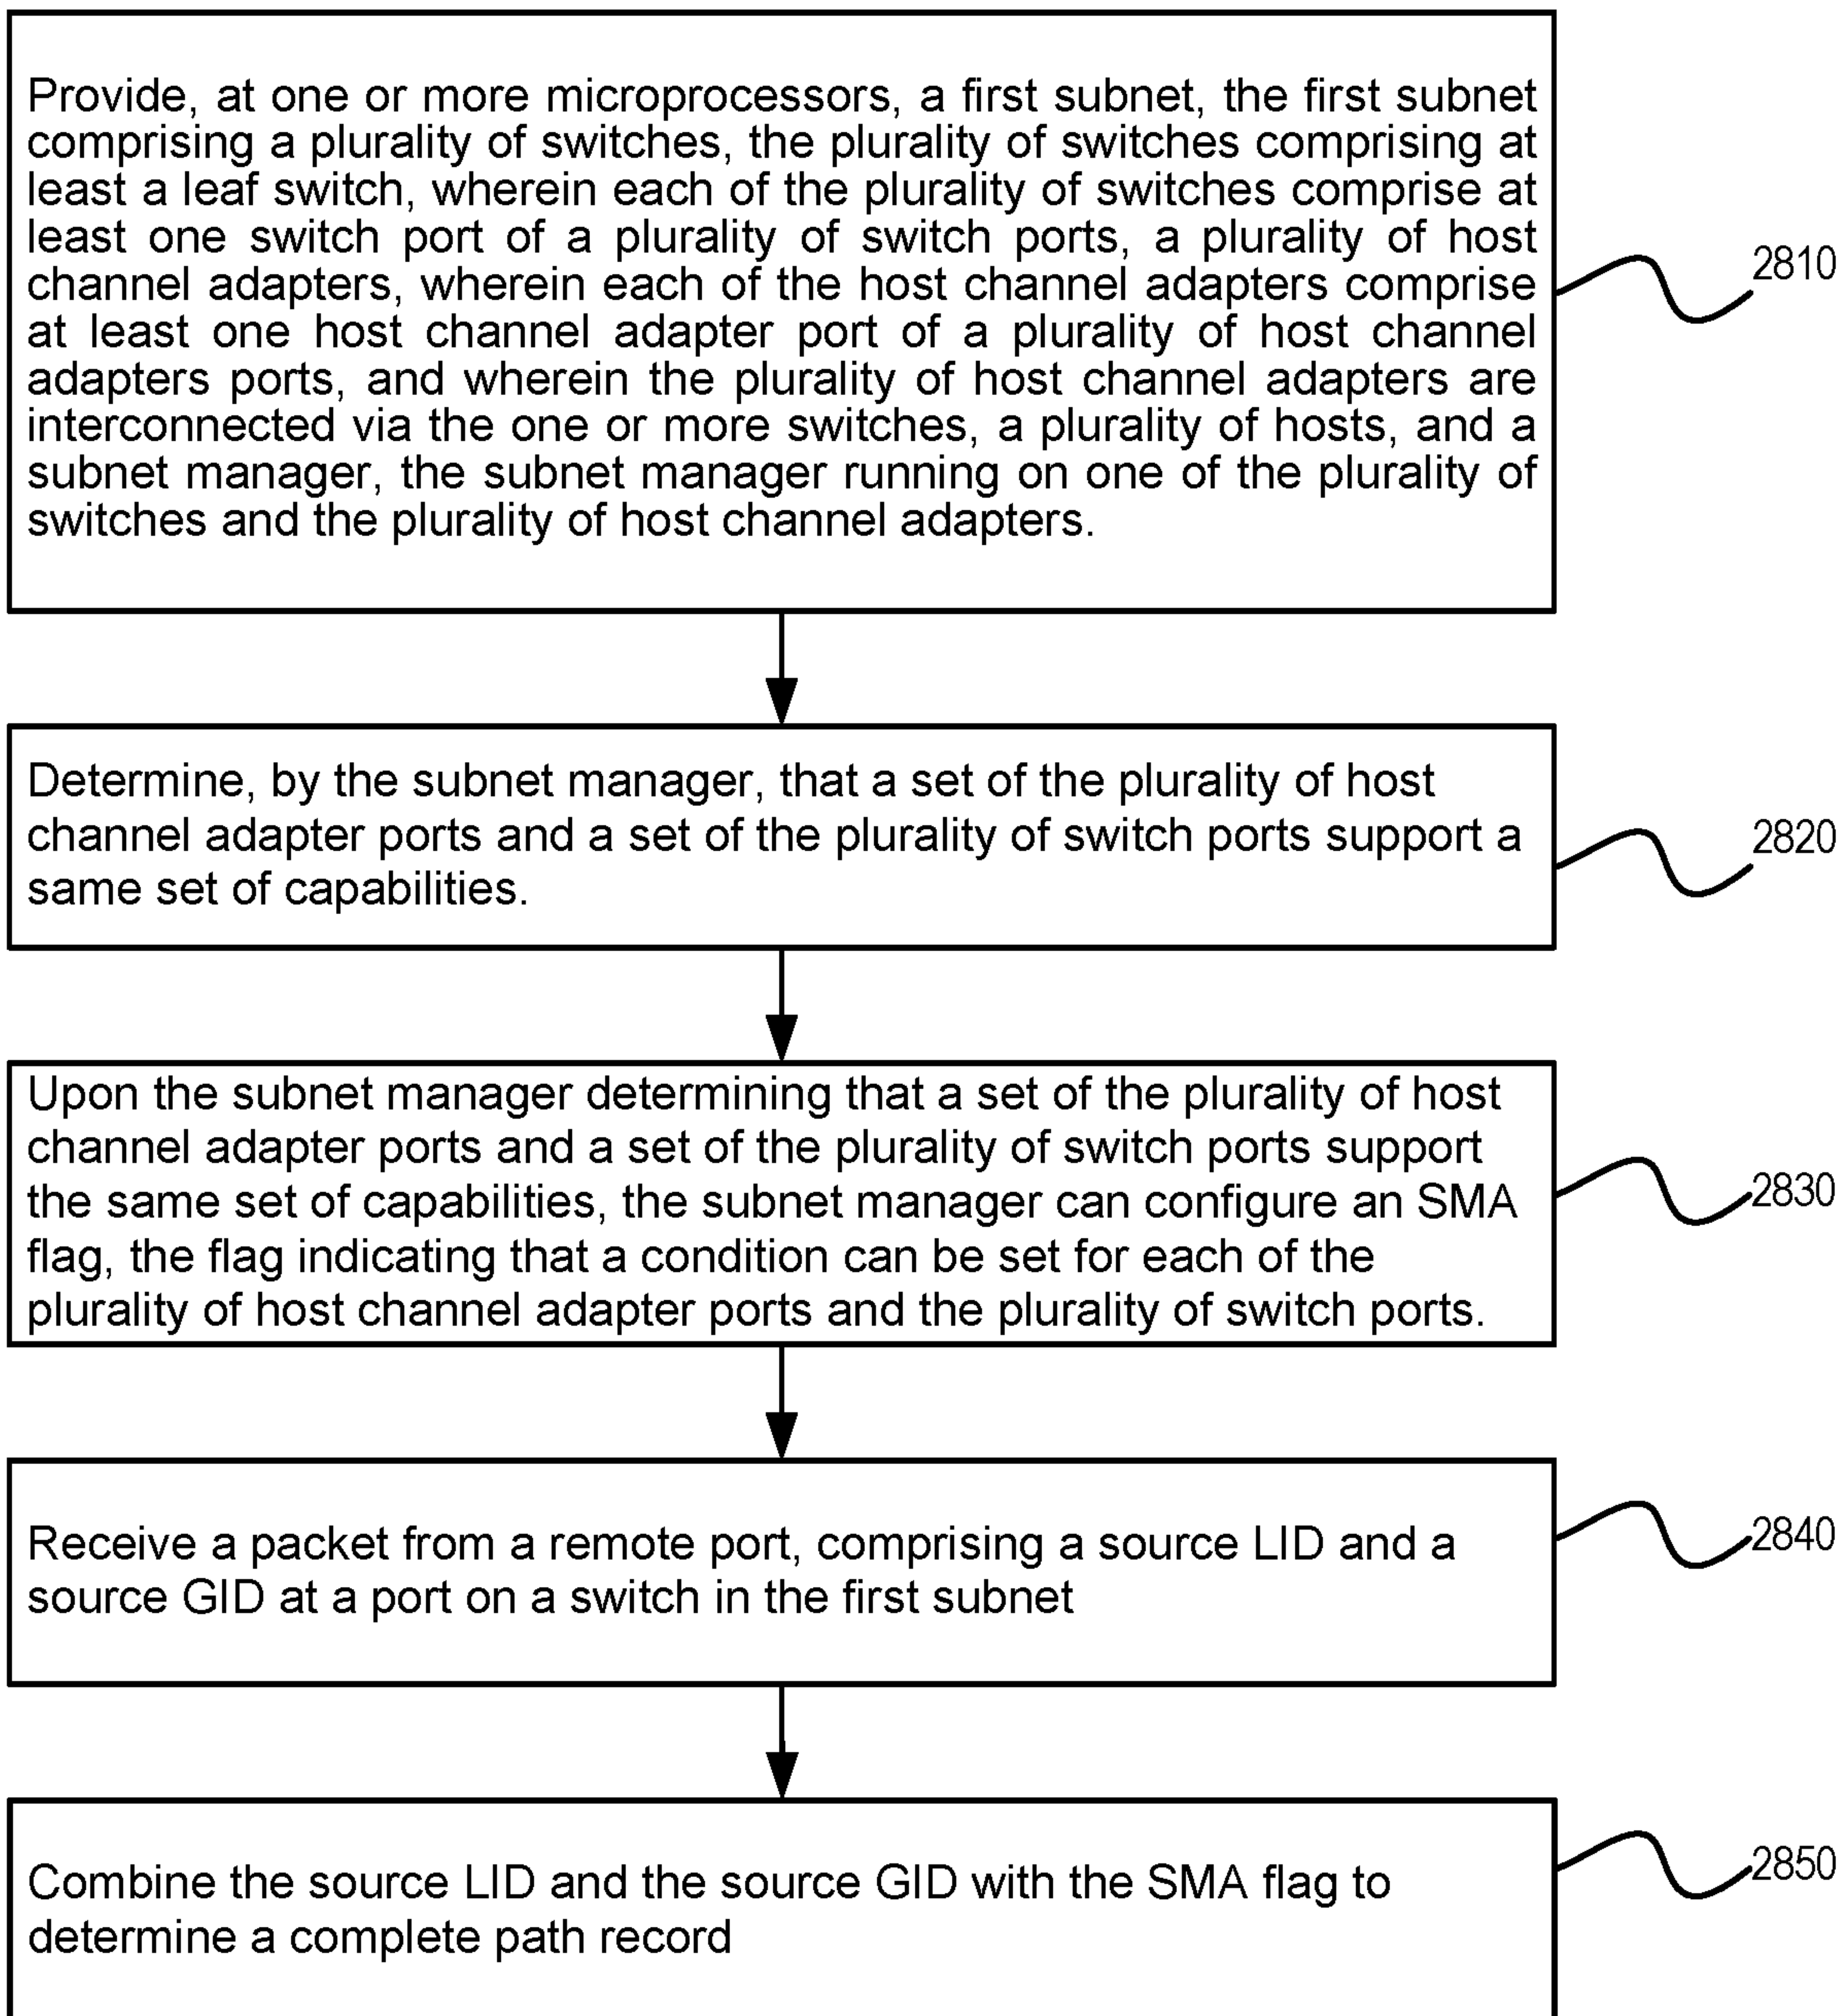 Provide, at one or more microprocessors, a first subnet, the first subnet
comprising a plurality of switches, the plurality of switches comprising at
least a leaf switch, wherein each of the plurality of switches comprise at
least one switch port of a plurality of switch ports, a plurality of host
channel adapters, wherein each of the host channel adapters comprise
at least one host channel adapter port of a plurality of host channel
adapters ports, and wherein the plurality of host channel adapters are
interconnected via the one or more switches, a plurality of hosts, and a
subnet manager, the subnet manager running on one of the plurality of
switches and the plurality of host channel adapters.
2810
Determine, by the subnet manager, that a set of the plurality of host
channel adapter ports and a set of the plurality of switch ports support a
same set of capabilities.
2820
Upon the subnet manager determining that a set of the plurality of host
channel adapter ports and a set of the plurality of switch ports support
the same set of capabilities, the subnet manager can configure an SMA
flag, the flag indicating that a condition can be set for each of the
plurality of host channel adapter ports and the plurality of switch ports.
2830
Receive a packet from a remote port, comprising a source LID and a
source GID at a port on a switch in the first subnet
2840
Combine the source LID and the source GID with the SMA flag to
determine a complete path record
2850